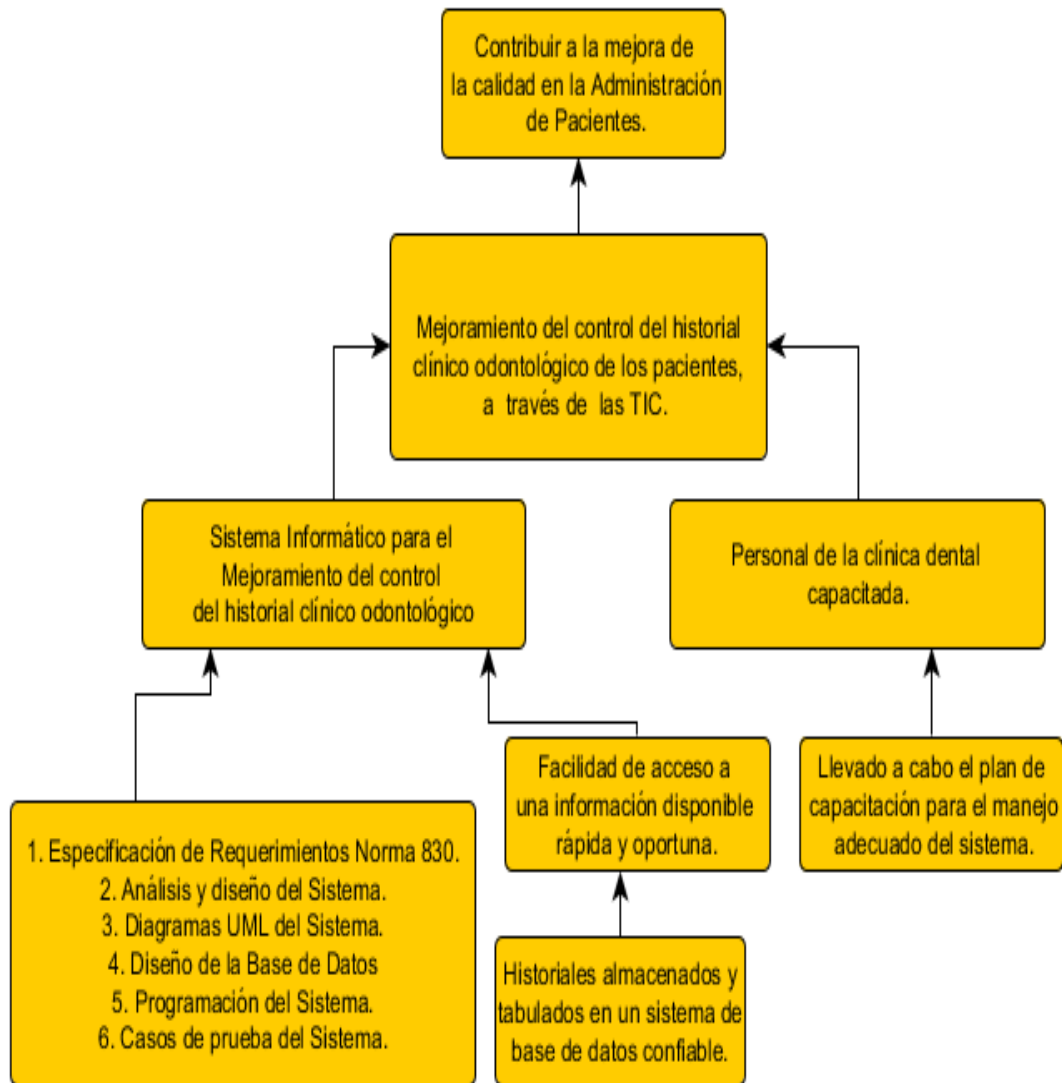 Contribuir a la mejora de
la calidad en la Administración
de Pacientes.
Mejoramiento del control del historial
clínico odontológico de los pacientes,
a través de las TIC.
Sistema Informático para el
Mejoramiento del control
del historial clínico odontológico
Personal de la clínica dental
capacitada.
1. Especificación de Requerimientos Norma 830.
2. Análisis y diseño del Sistema.
3. Diagramas UML del Sistema.
4. Diseño de la Base de Datos
5. Programación del Sistema.
6. Casos de prueba del Sistema.
Facilidad de acceso a
una información disponible
rápida y oportuna.
Llevado a cabo el plan de
capacitación para el manejo
adecuado del sistema.
Historiales almacenados y
tabulados en un sistema de
base de datos confiable.